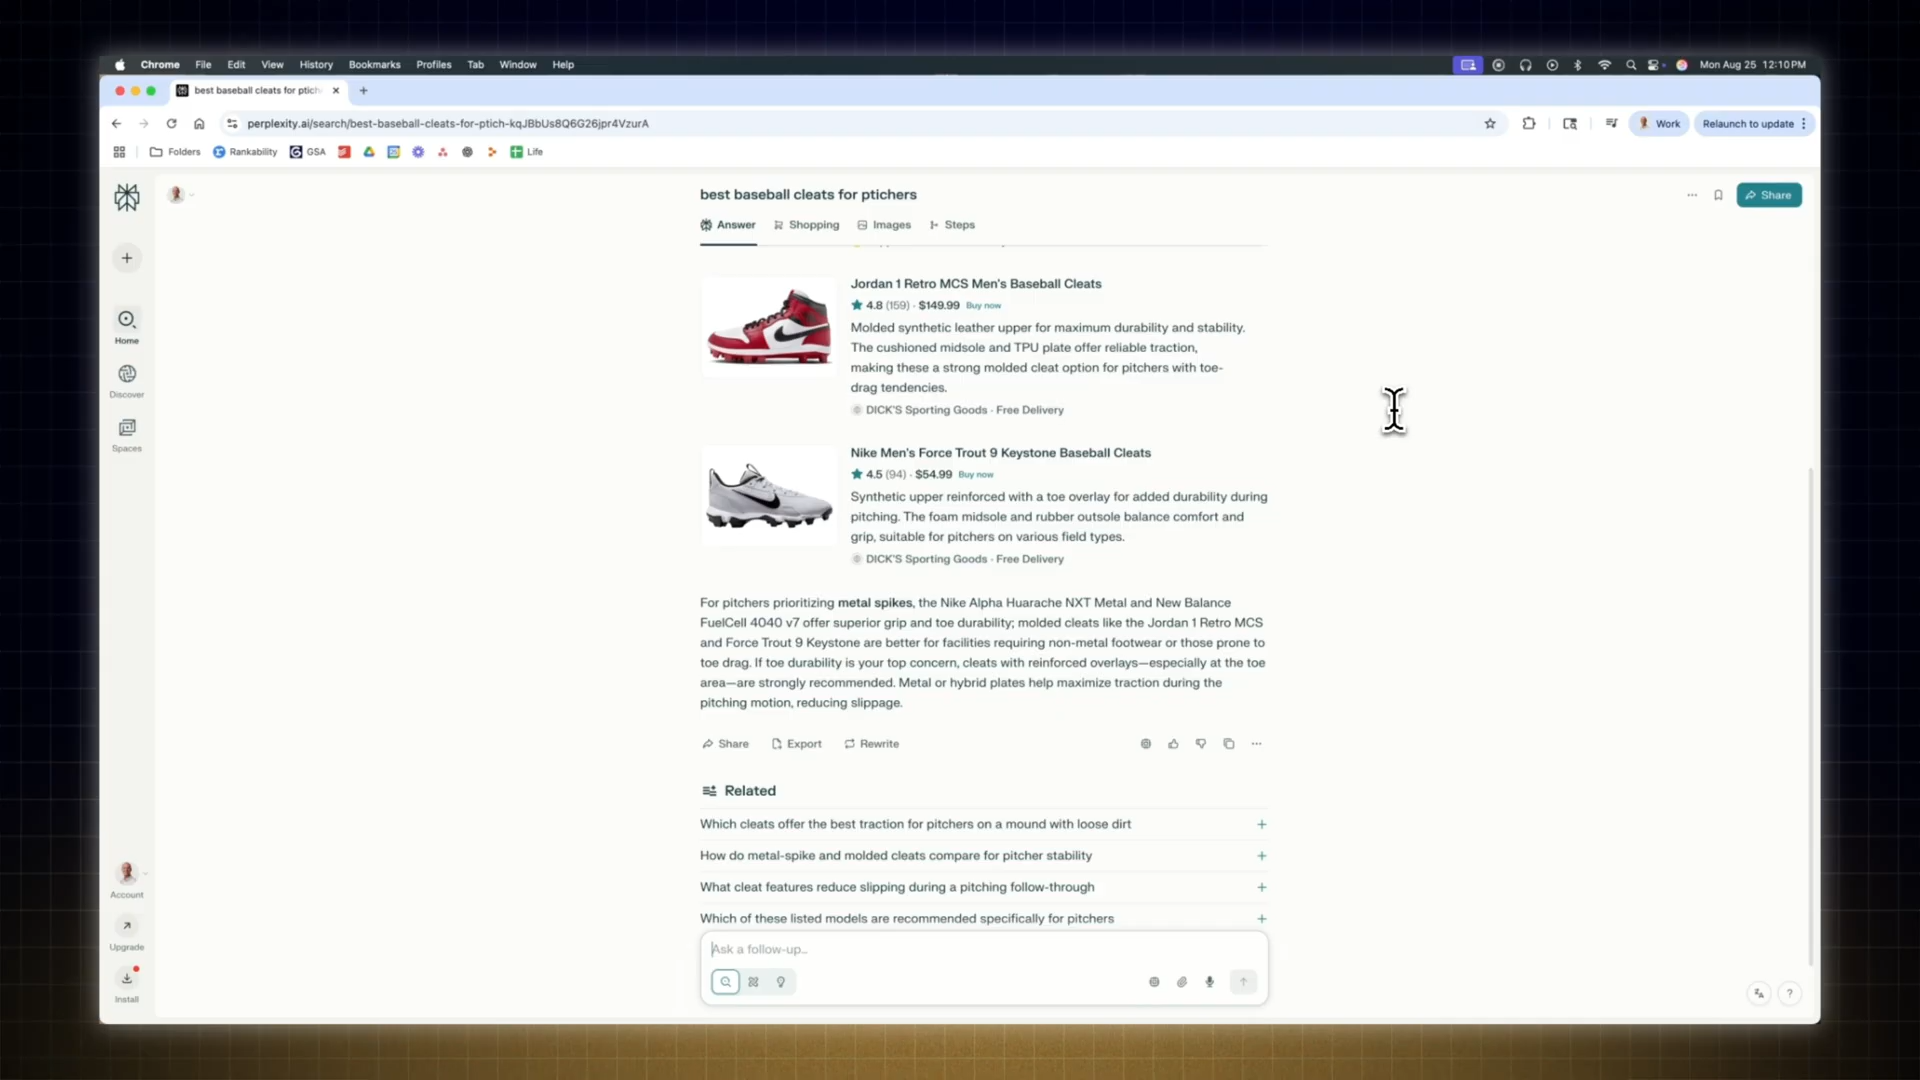 Chrome File Edit View History Bookmarks Profiles Tab Window Help
Mon Aug 25 12:10 PM
best baseball cleats for ptich
perplexity.ai/search/best-baseball-cleats-for-ptich-kqJBbUs8Q6G26jpr4VzurA
Work
Relaunch to update
Folders Rankability GSA Life
best baseball cleats for ptichers
Share
Answer Shopping Images Steps
Home
Discover
Spaces
Jordan 1 Retro MCS Men's Baseball Cleats
4.8 (159) · $149.99 Buy now
Molded synthetic leather upper for maximum durability and stability.
The cushioned midsole and TPU plate offer reliable traction,
making these a strong molded cleat option for pitchers with toe-
drag tendencies.
DICK'S Sporting Goods · Free Delivery
Nike Men's Force Trout 9 Keystone Baseball Cleats
4.5 (94) · $54.99 Buy now
Synthetic upper reinforced with a toe overlay for added durability during
pitching. The foam midsole and rubber outsole balance comfort and
grip, suitable for pitchers on various field types.
DICK'S Sporting Goods · Free Delivery
For pitchers prioritizing metal spikes, the Nike Alpha Huarache NXT Metal and New Balance
FuelCell 4040 v7 offer superior grip and toe durability; molded cleats like the Jordan 1 Retro MCS
and Force Trout 9 Keystone are better for facilities requiring non-metal footwear or those prone to
toe drag. If toe durability is your top concern, cleats with reinforced overlays—especially at the toe
area—are strongly recommended. Metal or hybrid plates help maximize traction during the
pitching motion, reducing slippage.
Share Export Rewrite
Related
Which cleats offer the best traction for pitchers on a mound with loose dirt
How do metal-spike and molded cleats compare for pitcher stability
What cleat features reduce slipping during a pitching follow-through
Which of these listed models are recommended specifically for pitchers
Ask a follow-up...
Account
Upgrade
Install